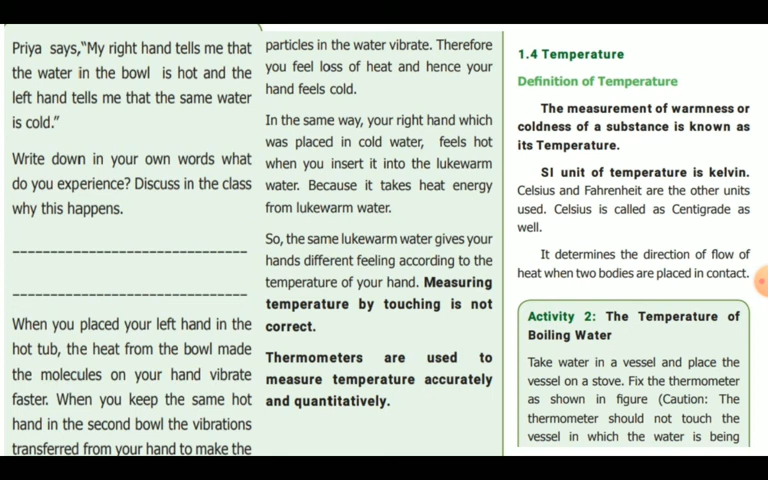 Priya says,“My right hand tells me that
the water in the bowl is hot and the
left hand tells me that the same water
is cold.”
Write down in your own words what
do you experience? Discuss in the class
why this happens.
_______________________________
_______________________________
When you placed your left hand in the
hot tub, the heat from the bowl made
the molecules on your hand vibrate
faster. When you keep the same hot
hand in the second bowl the vibrations
transferred from your hand to make the
particles in the water vibrate. Therefore
you feel loss of heat and hence your
hand feels cold.
In the same way, your right hand which
was placed in cold water, feels hot
when you insert it into the lukewarm
water. Because it takes heat energy
from lukewarm water.
So, the same lukewarm water gives your
hands different feeling according to the
temperature of your hand. Measuring
temperature by touching is not
correct.
Thermometers are used to
measure temperature accurately
and quantitatively.
1.4 Temperature
Definition of Temperature
The measurement of warmness or
coldness of a substance is known as
its Temperature.
SI unit of temperature is kelvin.
Celsius and Fahrenheit are the other units
used. Celsius is called as Centigrade as
well.
It determines the direction of flow of
heat when two bodies are placed in contact.
Activity 2: The Temperature of
Boiling Water
Take water in a vessel and place the
vessel on a stove. Fix the thermometer
as shown in figure (Caution: The
thermometer should not touch the
vessel in which the water is being